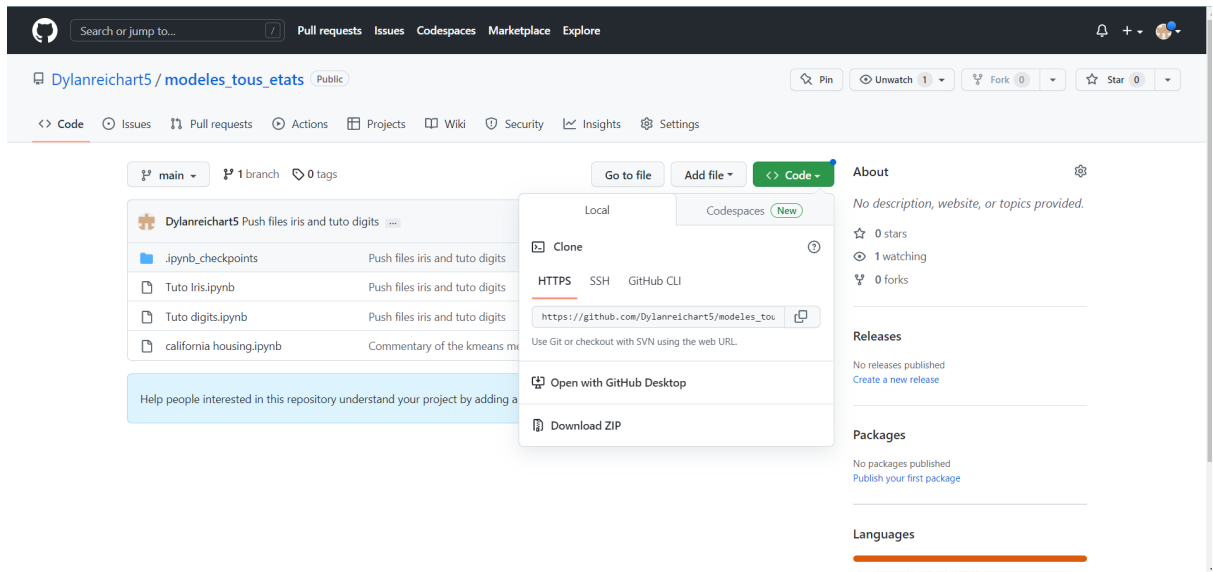 Search or jump to... / Pull requests Issues Codespaces Marketplace Explore
Dylanreichart5 / modeles_tous_etats Public
Pin Unwatch 1 Fork 0 Star 0
Code Issues Pull requests Actions Projects Wiki Security Insights Settings
main 1 branch 0 tags Go to file Add file <> Code
Dylanreichart5 Push files iris and tuto digits ...
.ipynb_checkpoints Push files iris and tuto digits
Tuto Iris.ipynb Push files iris and tuto digits
Tuto digits.ipynb Push files iris and tuto digits
california housing.ipynb Commentary of the kmeans me
Help people interested in this repository understand your project by adding a
Local Codespaces New
Clone
HTTPS SSH GitHub CLI
https://github.com/Dylanreichart5/modeles_tou
Use Git or checkout with SVN using the web URL.
Open with GitHub Desktop
Download ZIP
About
No description, website, or topics provided.
0 stars
1 watching
0 forks
Releases
No releases published
Create a new release
Packages
No packages published
Publish your first package
Languages